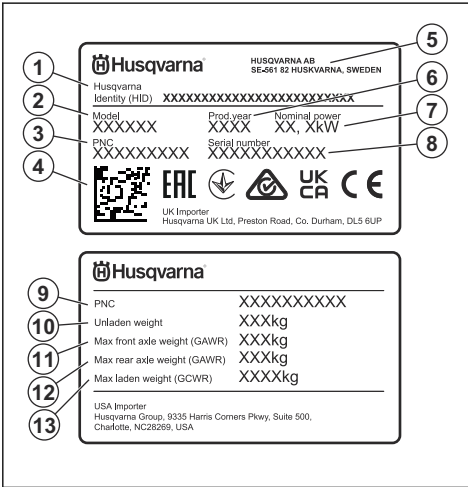 Husqvarna
HUSQVARNA AB
SE-561 82 HUSKVARNA, SWEDEN
5
1
Husqvarna
Identity (HID) XXXXXXXXXXXXXXXXXXXXXXXXX
6
2
Model Prod.year Nominal power
XXXXXX XXXX XX, XkW
7
3
PNC Serial number
XXXXXXXXX XXXXXXXXXXX
8
4
EAC UK CA CE
UK Importer
Husqvarna UK Ltd, Preston Road, Co. Durham, DL5 6UP
Husqvarna
9
PNC XXXXXXXXXX
10
Unladen weight XXXkg
11
Max front axle weight (GAWR) XXXkg
12
Max rear axle weight (GAWR) XXXkg
13
Max laden weight (GCWR) XXXXkg
USA Importer
Husqvarna Group, 9335 Harris Corners Pkwy, Suite 500,
Charlotte, NC28269, USA